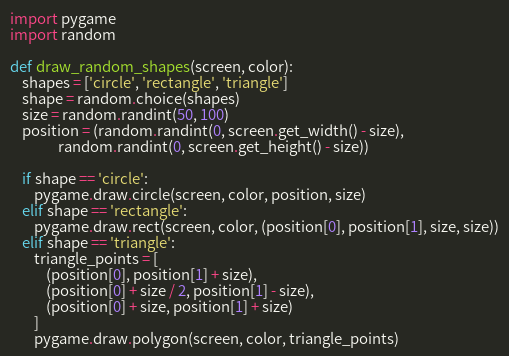 import pygame
import random

def draw_random_shapes(screen, color):
    shapes = ['circle', 'rectangle', 'triangle']
    shape = random.choice(shapes)
    size = random.randint(50, 100)
    position = (random.randint(0, screen.get_width() - size),
                random.randint(0, screen.get_height() - size))

    if shape == 'circle':
        pygame.draw.circle(screen, color, position, size)
    elif shape == 'rectangle':
        pygame.draw.rect(screen, color, (position[0], position[1], size, size))
    elif shape == 'triangle':
        triangle_points = [
            (position[0], position[1] + size),
            (position[0] + size / 2, position[1] - size),
            (position[0] + size, position[1] + size)
        ]
        pygame.draw.polygon(screen, color, triangle_points)